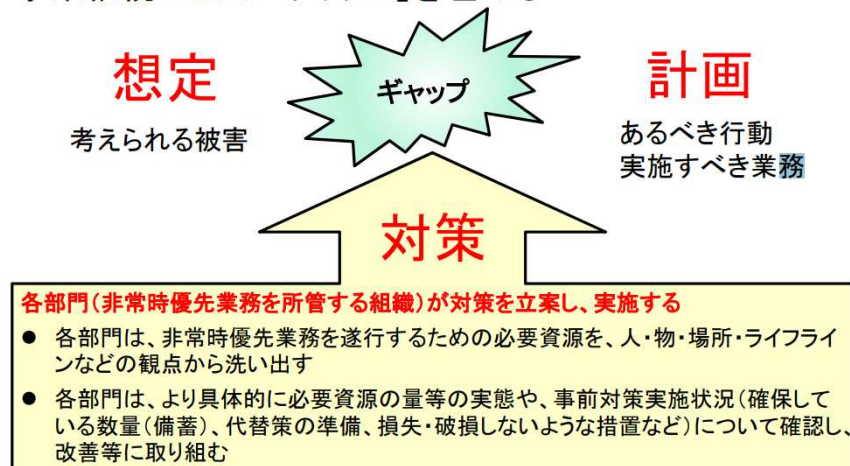 想定
考えられる被害
ギャップ
計画
あるべき行動
実施すべき業務
対策
各部門(非常時優先業務を所管する組織)が対策を立案し、実施する
● 各部門は、非常時優先業務を遂行するための必要資源を、人・物・場所・ライフライ
ンなどの観点から洗い出す
● 各部門は、より具体的に必要資源の量等の実態や、事前対策実施状況(確保して
いる数量(備蓄)、代替策の準備、損失・破損しないような措置など)について確認し、
改善等に取り組む